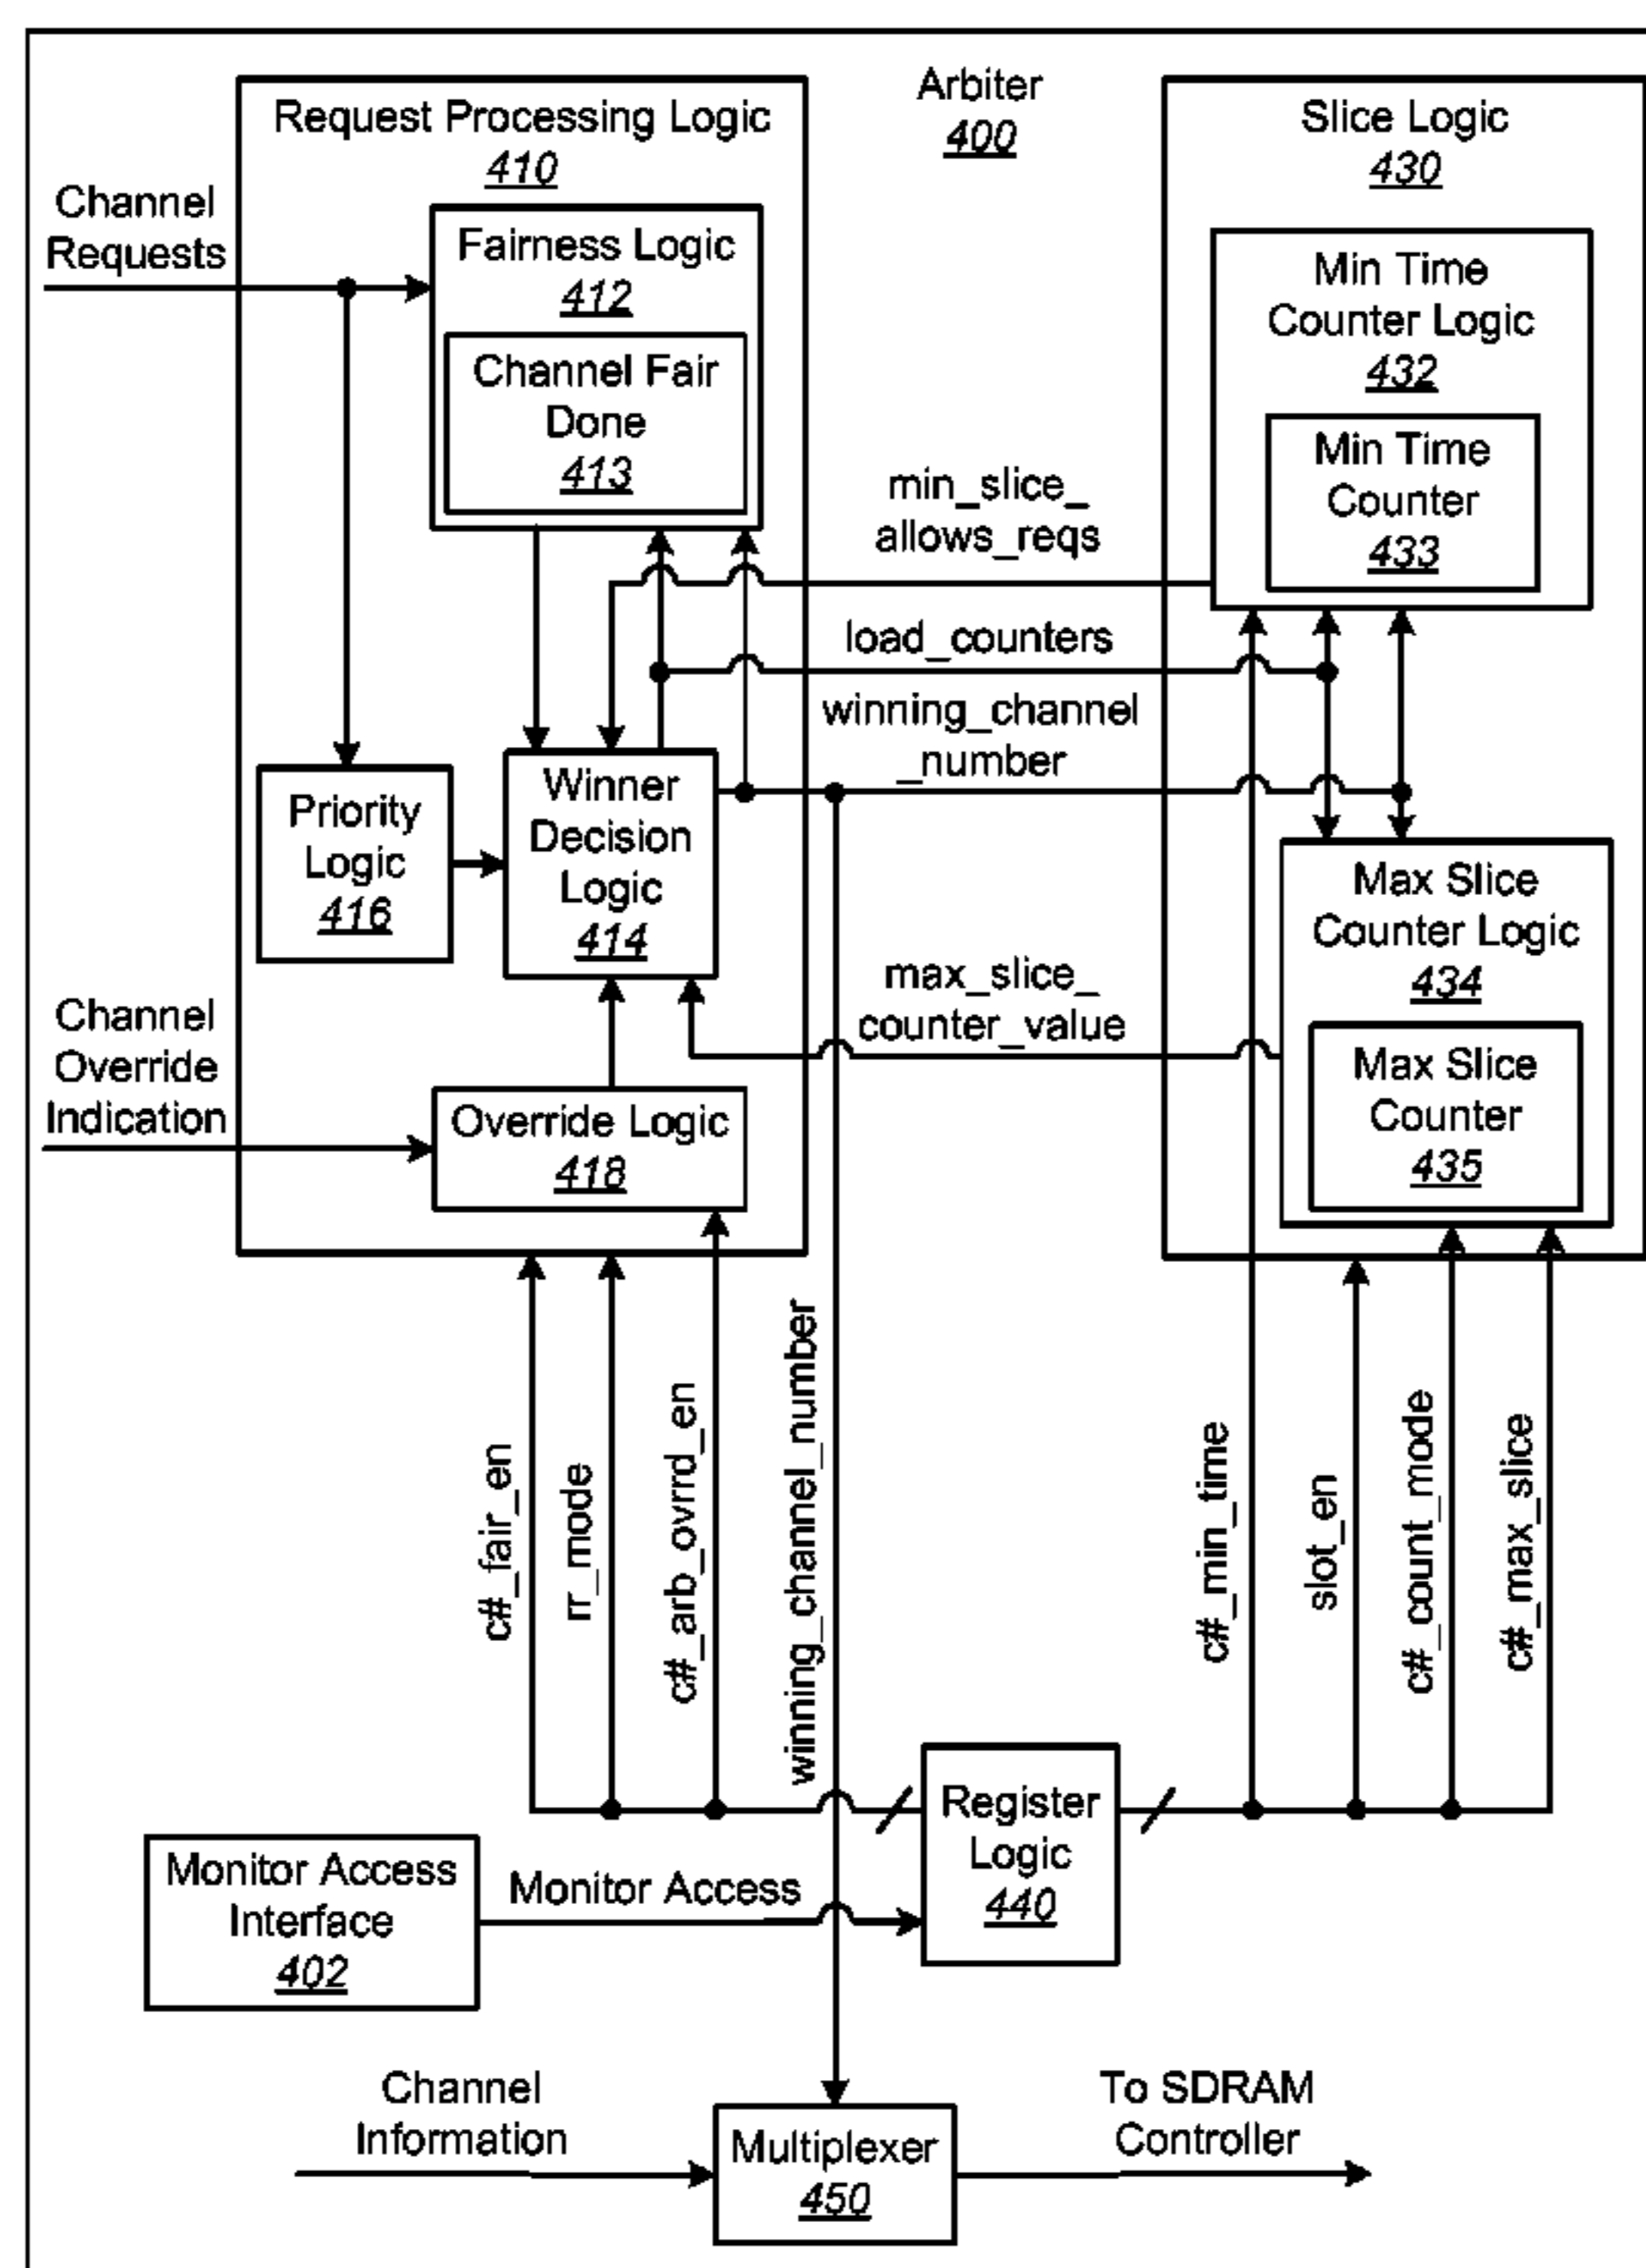 Arbiter
400
Request Processing Logic
410
Slice Logic
430
Channel
Requests
Fairness Logic
412
Channel Fair
Done
413
Min Time
Counter Logic
432
Min Time
Counter
433
min_slice_
allows_reqs
load_counters
winning_channel
_number
Priority
Logic
416
Winner
Decision
Logic
414
Max Slice
Counter Logic
434
Max Slice
Counter
435
max_slice_
counter_value
Channel
Override
Indication
Override Logic
418
c#_fair_en
rr_mode
c#_arb_ovrrd_en
winning_channel_number
c#_min_time
slot_en
c#_count_mode
c#_max_slice
Register
Logic
440
Monitor Access
Interface
402
Monitor Access
Channel
Information
Multiplexer
450
To SDRAM
Controller